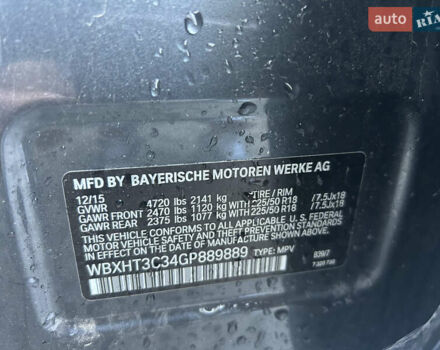 auto RIA
MFD BY BAYERISCHE MOTOREN WERKE AG
12/15
GVWR 4720 lbs 2141 kg TIRE / RIM
GAWR FRONT 2470 lbs 1120 kg WITH 225/50 R18 /7.5Jx18
GAWR REAR 2375 lbs 1077 kg WITH 225/50 R18 /7.5Jx18
THIS VEHICLE CONFORMS TO ALL APPLICABLE U.S. FEDERAL
MOTOR VEHICLE SAFETY, BUMPER, AND THEFT PREVENTION STANDARDS
IN EFFECT ON THE DATE OF MANUFACTURE SHOWN ABOVE.
WBXHT3C34GP889889 TYPE: MPV